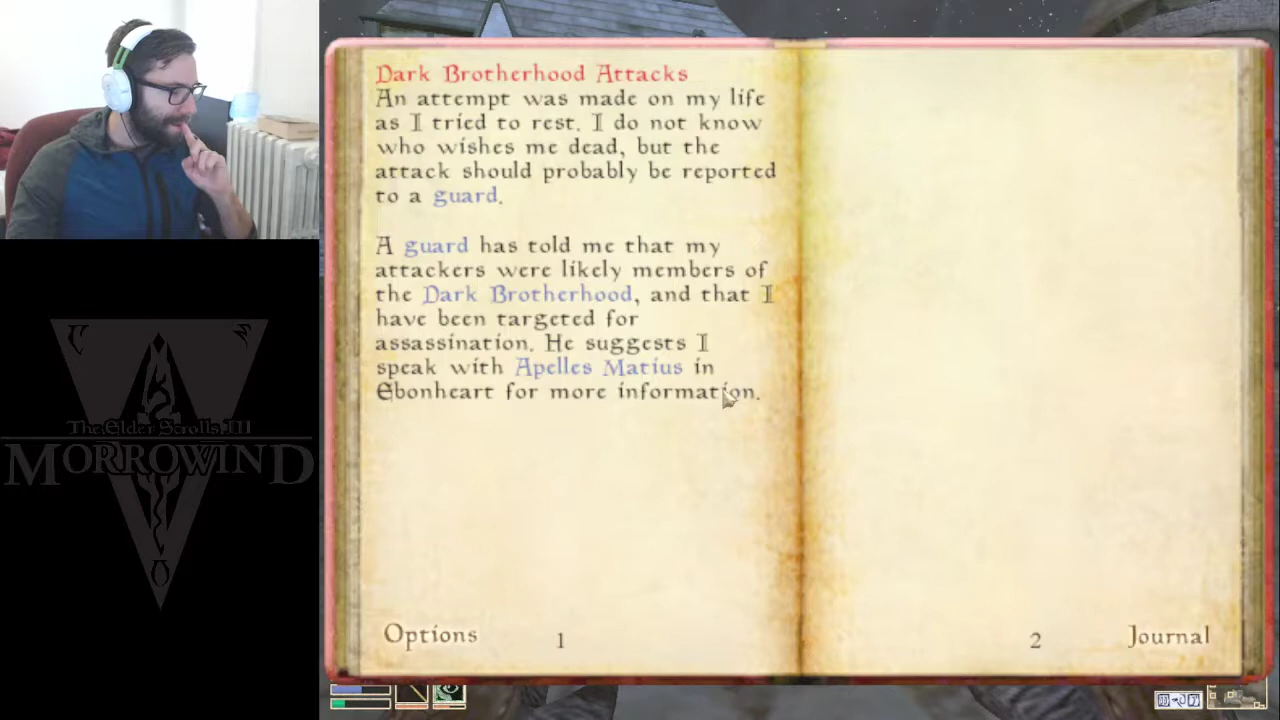 Dark Brotherhood Attacks
An attempt was made on my life
as I tried to rest. I do not know
who wishes me dead, but the
attack should probably be reported
to a guard.
A guard has told me that my
attackers were likely members of
the Dark Brotherhood, and that I
have been targeted for
assassination. He suggests I
speak with Apelles Matius in
Ebonheart for more information.
Options
1
2
Journal
The Elder Scrolls III
MORROWIND